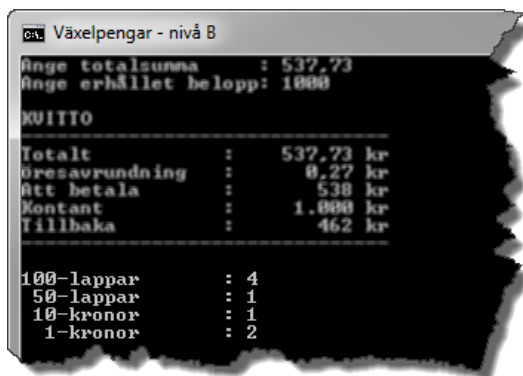 Växelpengar - nivå B
Ange totalsumma : 537,73
Ange erhållet belopp: 1000
KVITTO
-----------------------------------
Totalt : 537,73 kr
Öresavrundning : 0,27 kr
Att betala : 538 kr
Kontant : 1.000 kr
Tillbaka : 462 kr
-----------------------------------
100-lappar : 4
50-lappar : 1
10-kronor : 1
1-kronor : 2